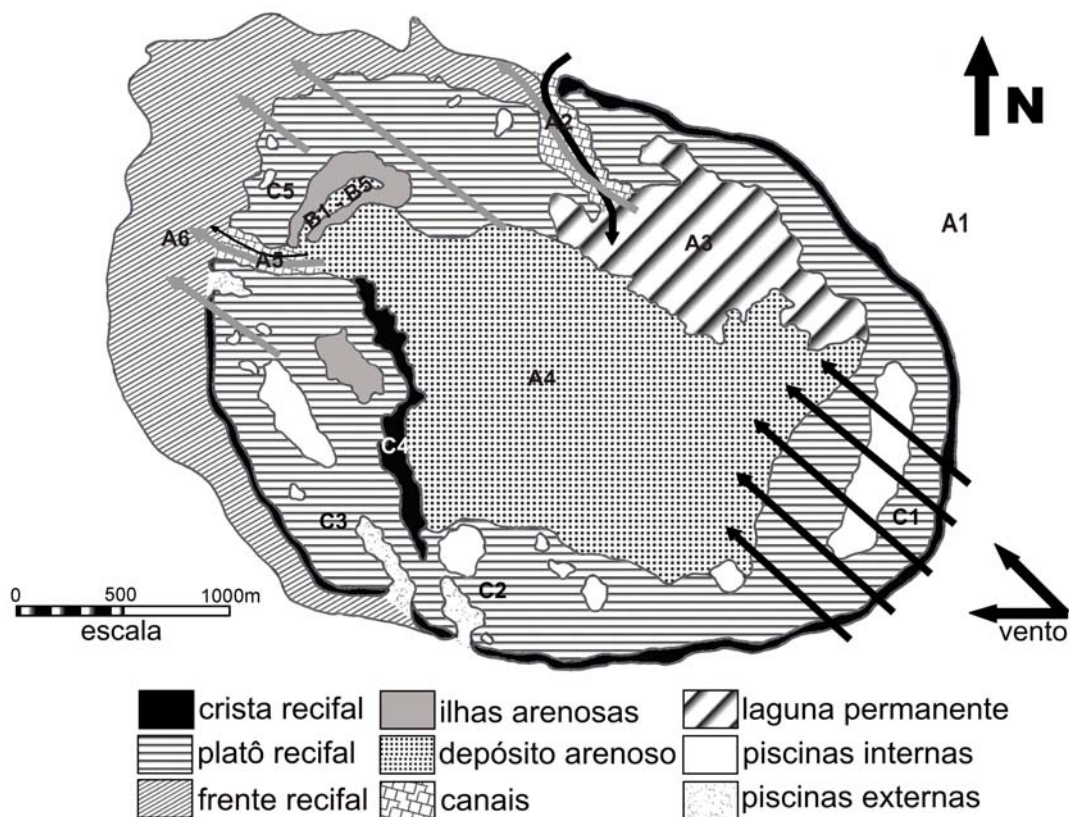 N
A2
A1
C5
B1 - B5
A3
A6
A5
A4
C4
C1
C3
C2
0 500 1000m
escala
vento
crista recifal
ilhas arenosas
laguna permanente
platô recifal
depósito arenoso
piscinas internas
frente recifal
canais
piscinas externas